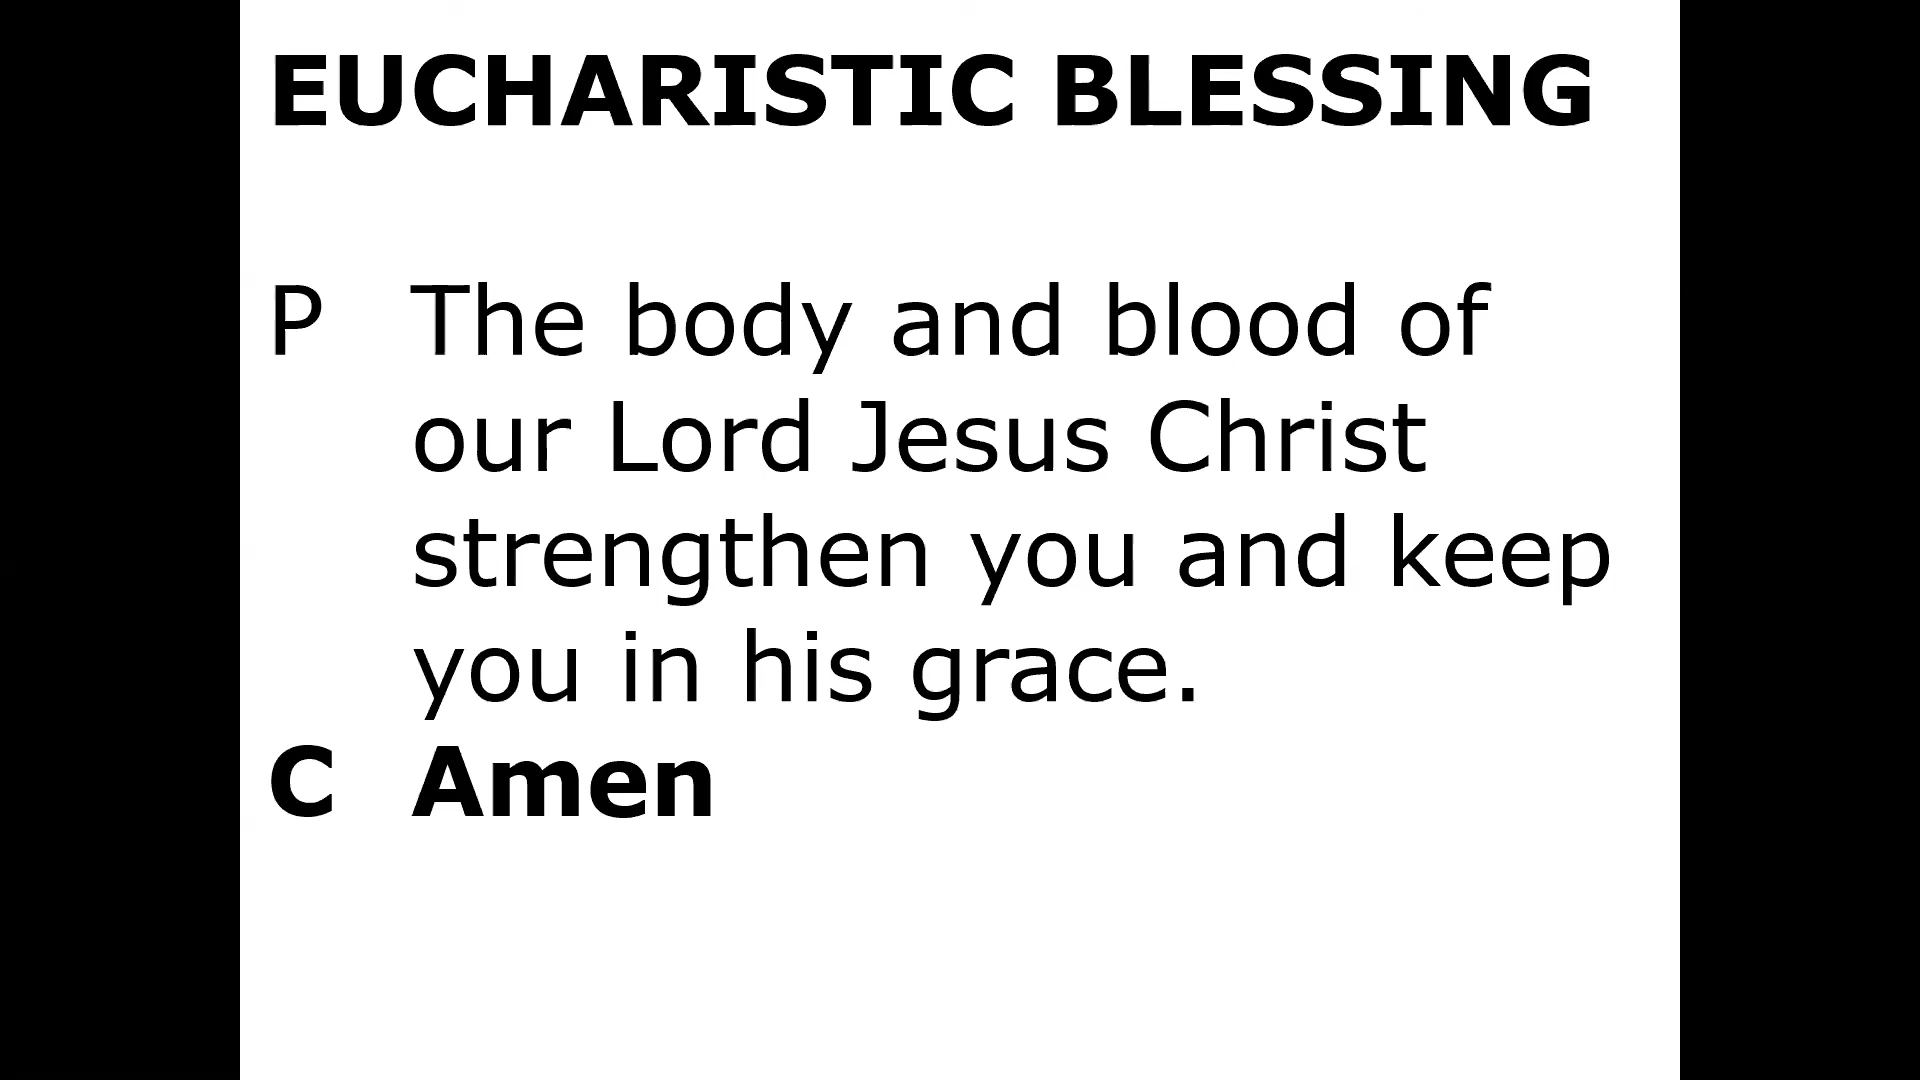 EUCHARISTIC BLESSING
P The body and blood of
our Lord Jesus Christ
strengthen you and keep
you in his grace.
C Amen